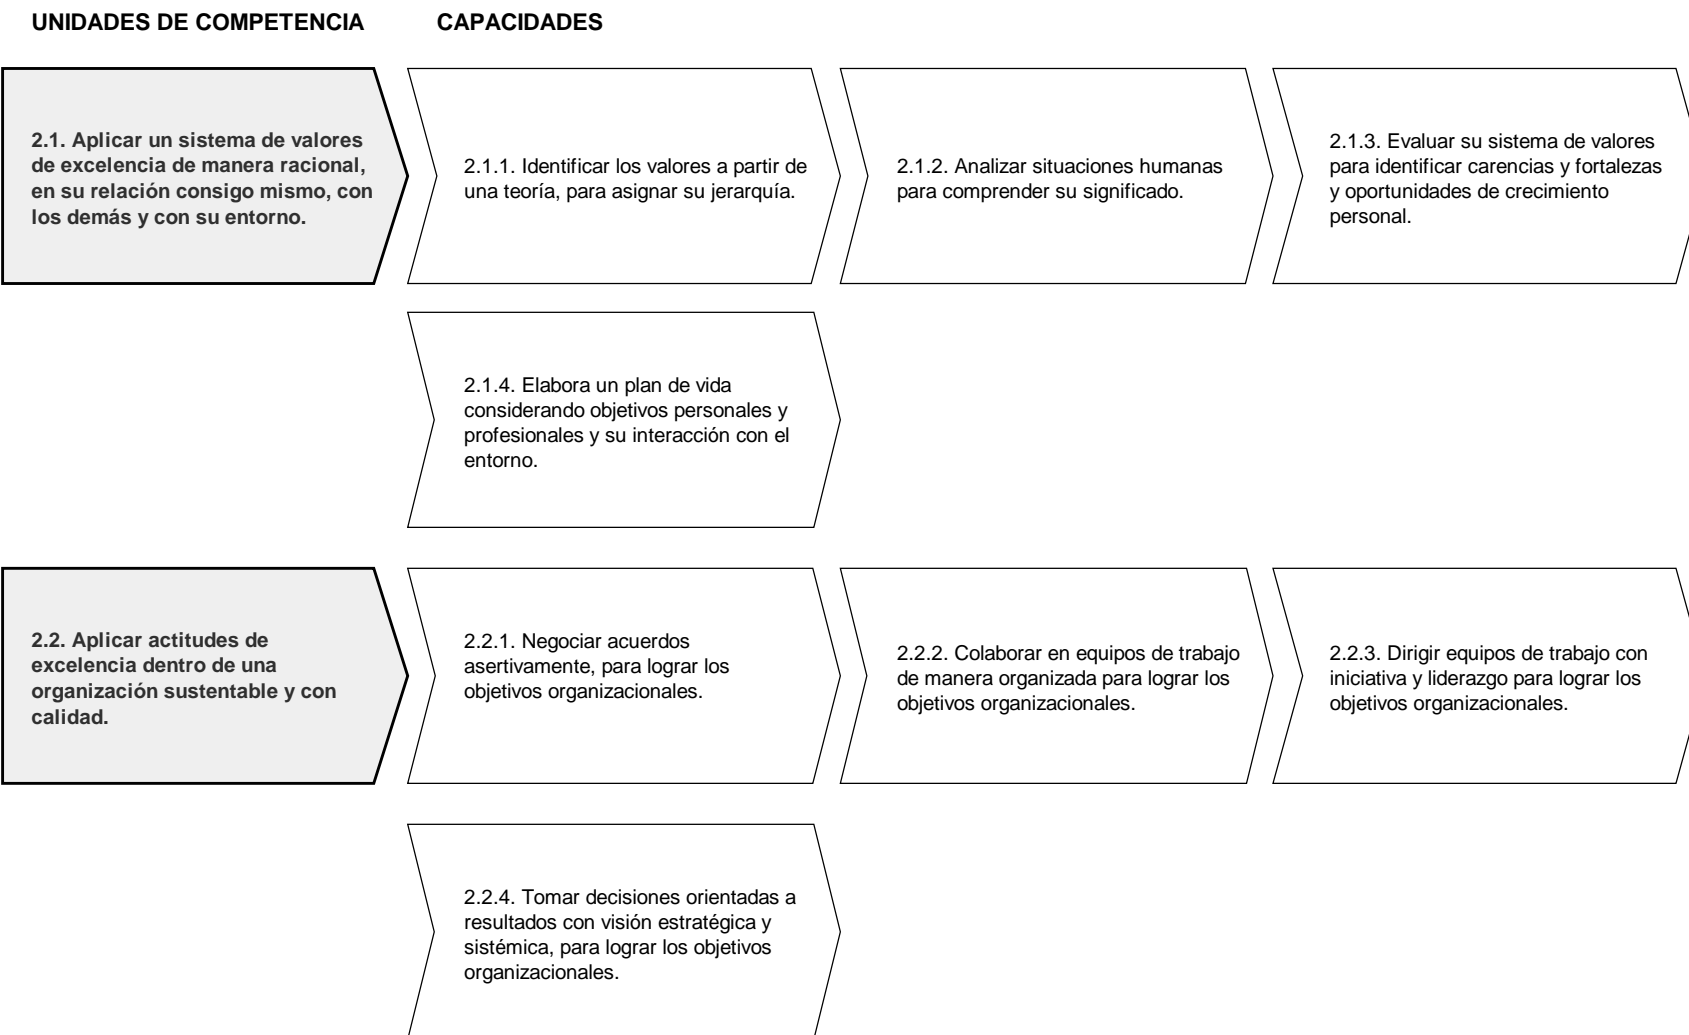 UNIDADES DE COMPETENCIA
CAPACIDADES
2.1. Aplicar un sistema de valores
de excelencia de manera racional,
en su relación consigo mismo, con
los demás y con su entorno.
2.1.1. Identificar los valores a partir de
una teoría, para asignar su jerarquía.
2.1.2. Analizar situaciones humanas
para comprender su significado.
2.1.3. Evaluar su sistema de valores
para identificar carencias y fortalezas
y oportunidades de crecimiento
personal.
2.1.4. Elabora un plan de vida
considerando objetivos personales y
profesionales y su interacción con el
entorno.
2.2. Aplicar actitudes de
excelencia dentro de una
organización sustentable y con
calidad.
2.2.1. Negociar acuerdos
asertivamente, para lograr los
objetivos organizacionales.
2.2.2. Colaborar en equipos de trabajo
de manera organizada para lograr los
objetivos organizacionales.
2.2.3. Dirigir equipos de trabajo con
iniciativa y liderazgo para lograr los
objetivos organizacionales.
2.2.4. Tomar decisiones orientadas a
resultados con visión estratégica y
sistémica, para lograr los objetivos
organizacionales.